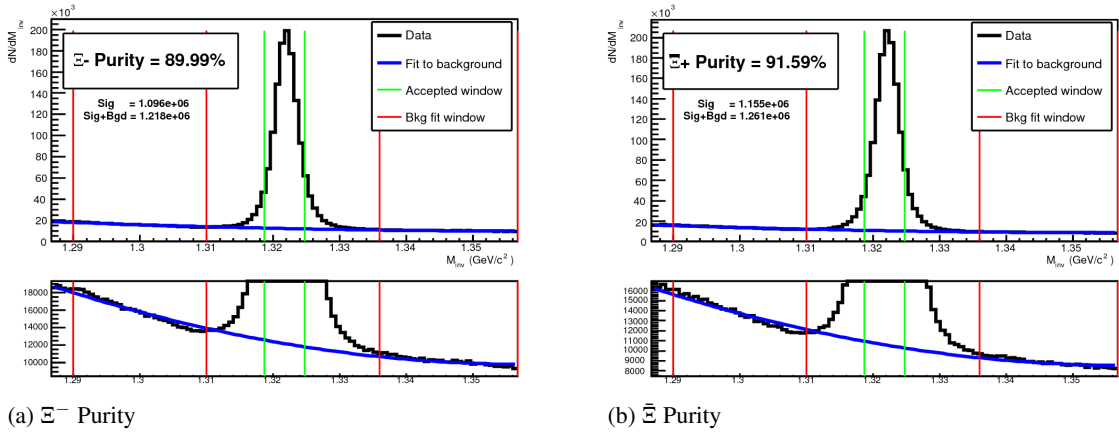 ×10³
dN/dM inv
200
180
160
140
120
100
80
60
40
20
0
Ξ- Purity = 89.99%
Sig = 1.096e+06
Sig+Bgd = 1.218e+06
Data
Fit to background
Accepted window
Bkg fit window
1.29 1.3 1.31 1.32 1.33 1.34 1.35
M inv (GeV/c²)
18000
16000
14000
12000
10000
1.29 1.3 1.31 1.32 1.33 1.34 1.35
(a) Ξ⁻ Purity
×10³
dN/dM inv
200
180
160
140
120
100
80
60
40
20
0
Ξ̄+ Purity = 91.59%
Sig = 1.155e+06
Sig+Bgd = 1.261e+06
Data
Fit to background
Accepted window
Bkg fit window
1.29 1.3 1.31 1.32 1.33 1.34 1.35
M inv (GeV/c²)
16000
15000
14000
13000
12000
11000
10000
9000
8000
1.29 1.3 1.31 1.32 1.33 1.34 1.35
(b) Ξ̄ Purity